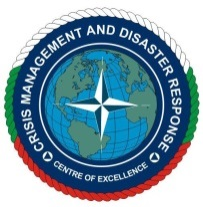 CRISIS MANAGEMENT AND DISASTER RESPONSE
CENTRE OF EXCELLENCE